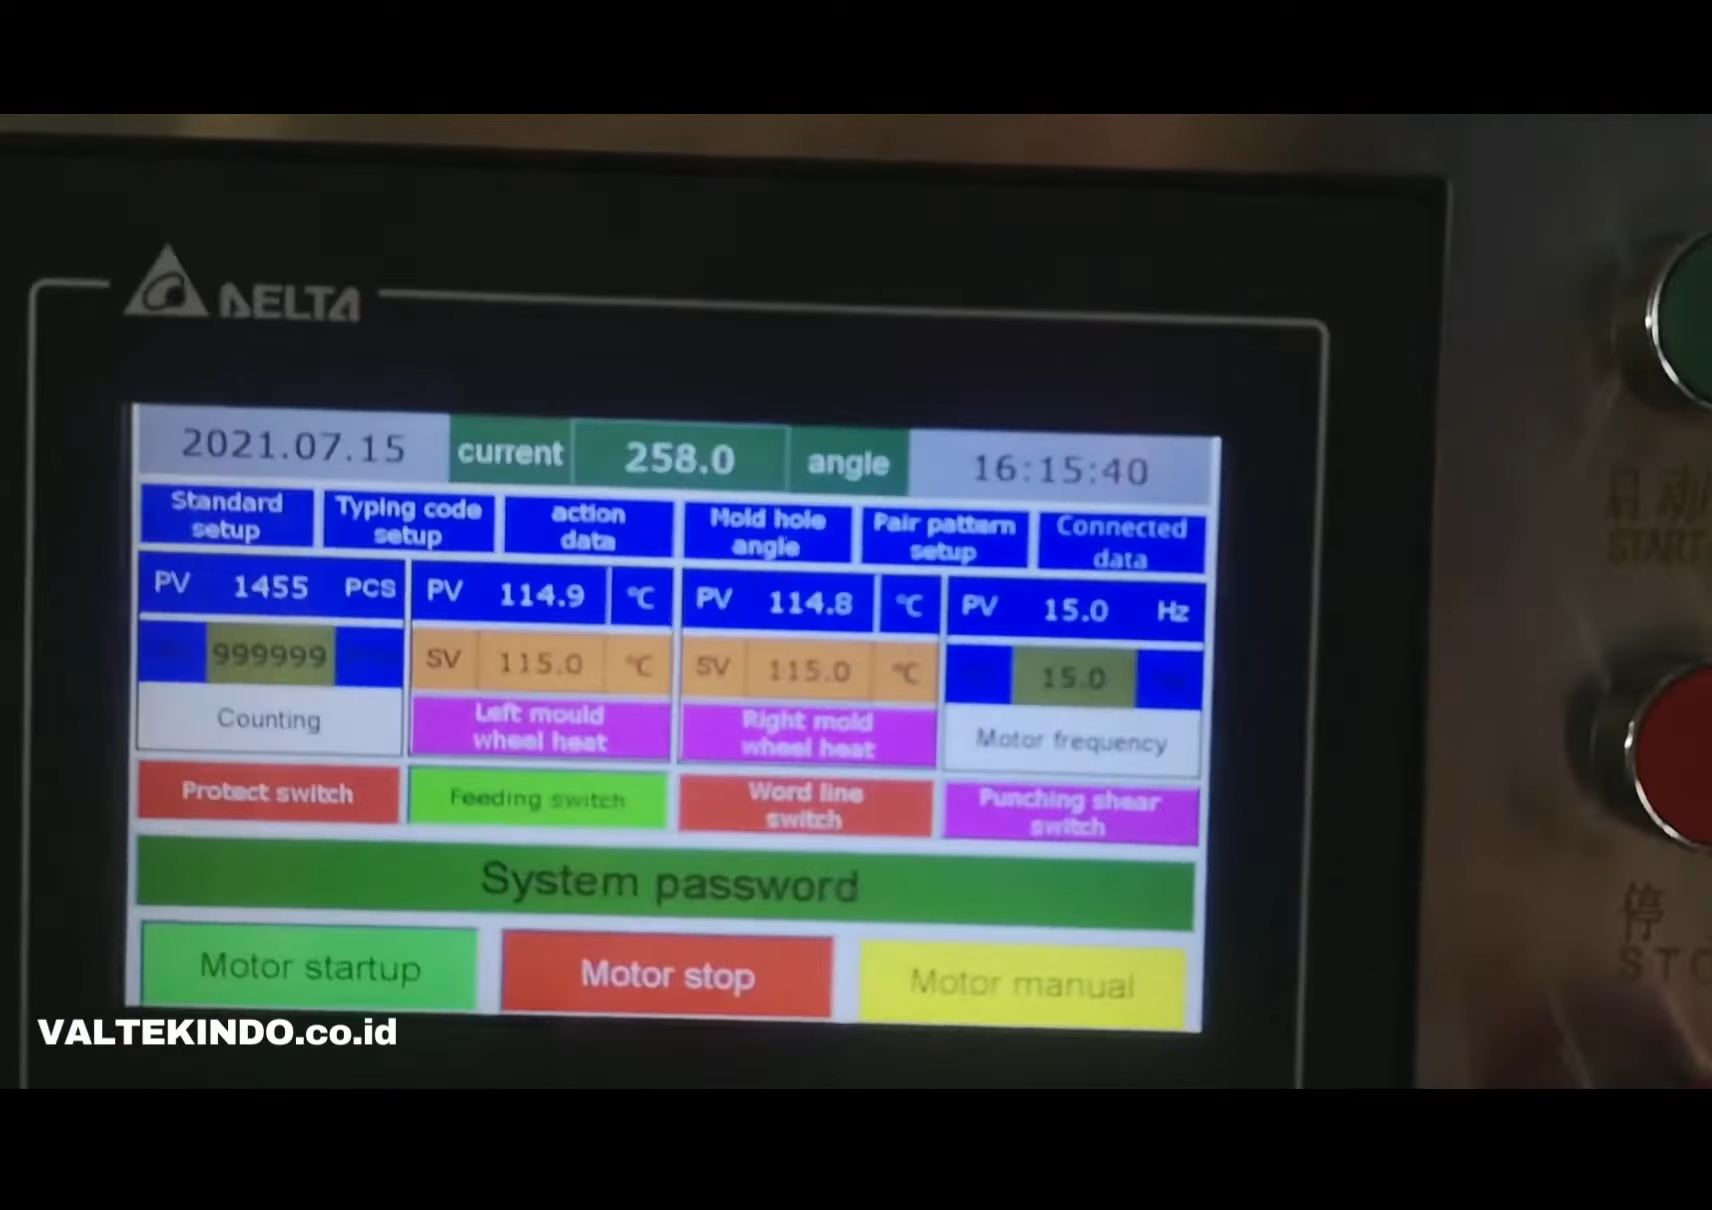 DELTA
2021.07.15 current 258.0 angle 16:15:40
Standard setup
Typing code setup
action data
Mold hole angle
Pair pattern setup
Connected data
PV 1455 PCS
PV 114.9 °C
PV 114.8 °C
PV 15.0 Hz
999999
SV 115.0 °C
SV 115.0 °C
15.0
Counting
Left mould wheel heat
Right mold wheel heat
Motor frequency
Protect switch
Feeding switch
Word line switch
Punching shear switch
System password
Motor startup
Motor stop
Motor manual
启动
START
停
STO
VALTEKINDO.co.id